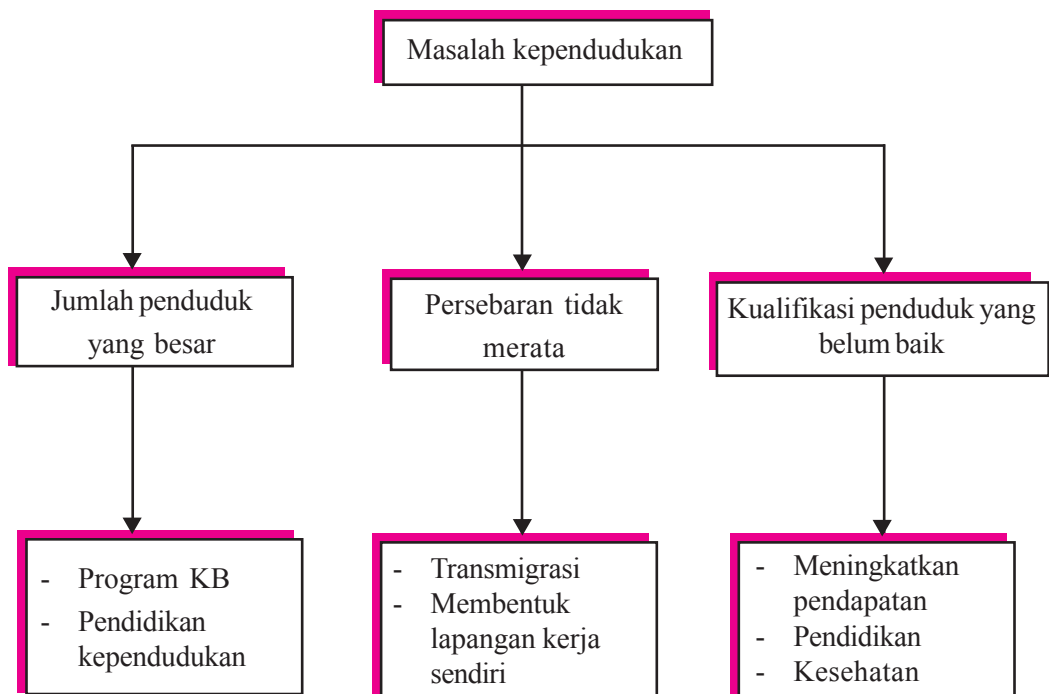 Masalah kependudukan
Jumlah penduduk
yang besar
Persebaran tidak
merata
Kualifikasi penduduk yang
belum baik
- Program KB
- Pendidikan
kependudukan
- Transmigrasi
- Membentuk
lapangan kerja
sendiri
- Meningkatkan
pendapatan
- Pendidikan
- Kesehatan